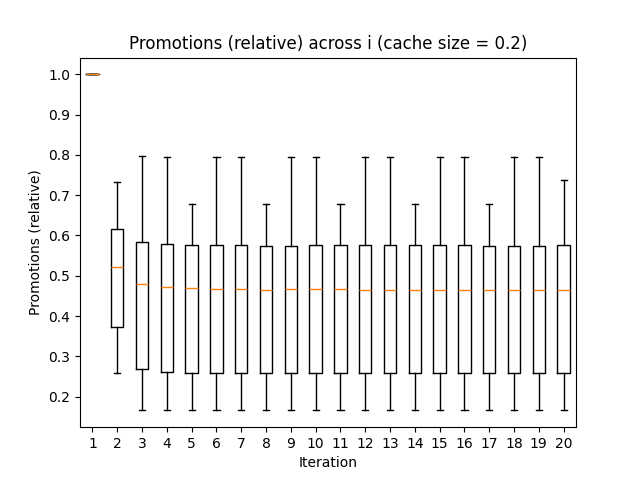 Promotions (relative) across i (cache size = 0.2)
Promotions (relative)
1.0
0.9
0.8
0.7
0.6
0.5
0.4
0.3
0.2
1 2 3 4 5 6 7 8 9 10 11 12 13 14 15 16 17 18 19 20
Iteration